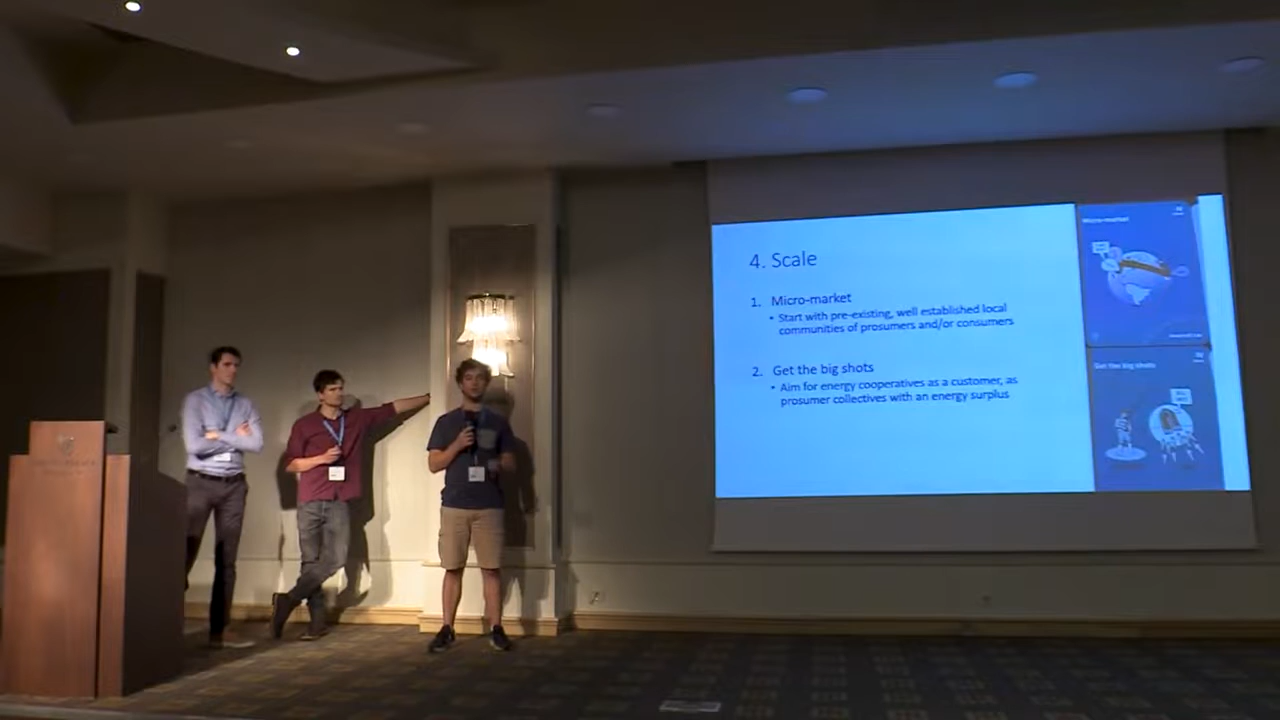 4. Scale
1. Micro-market
• Start with pre-existing, well established local
communities of prosumers and/or consumers
2. Get the big shots
• Aim for energy cooperatives as a customer, as
prosumer collectives with an energy surplus
Micro-market
Get the big shots